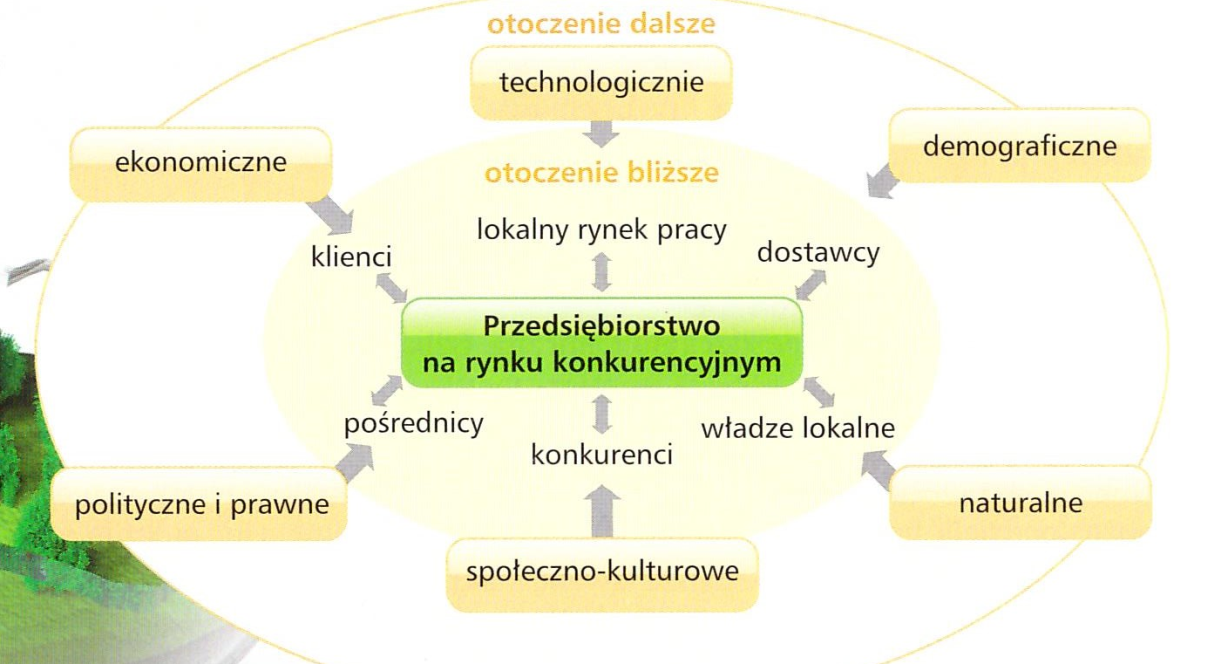 otoczenie dalsze
technologicznie
ekonomiczne
demograficzne
otoczenie bliższe
lokalny rynek pracy
klienci
dostawcy
Przedsiębiorstwo
na rynku konkurencyjnym
pośrednicy
władze lokalne
konkurenci
polityczne i prawne
naturalne
społeczno-kulturowe